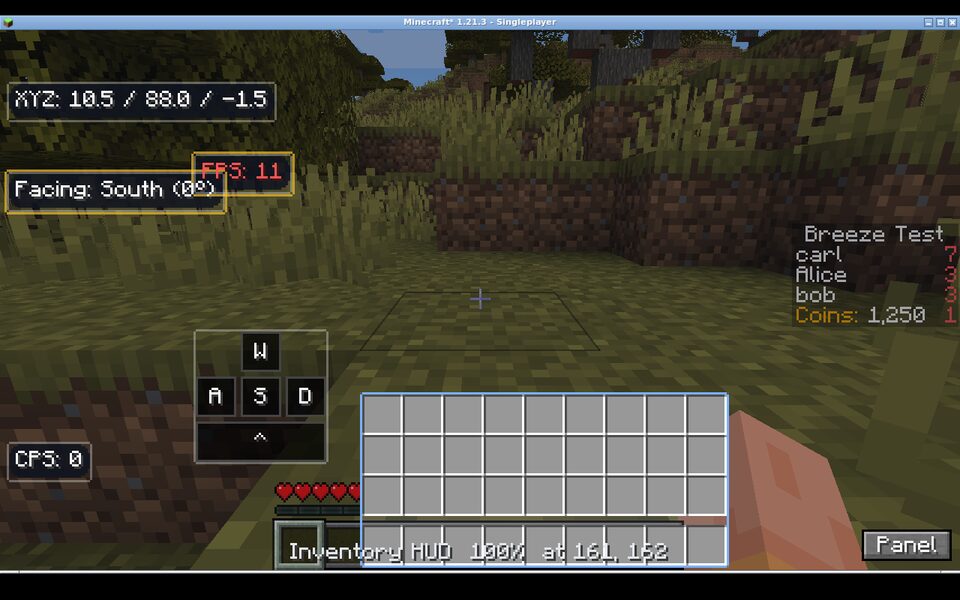 Minecraft* 1.21.3 - Singleplayer
XYZ: 10.5 / 88.0 / -1.5
FPS: 11
Facing: South (0°)
Breeze Test
carl 7
Alice 3
bob 3
Coins: 1,250 1
W
A S D
^
CPS: 0
Inventory HUD 100% at 161, 162
Panel